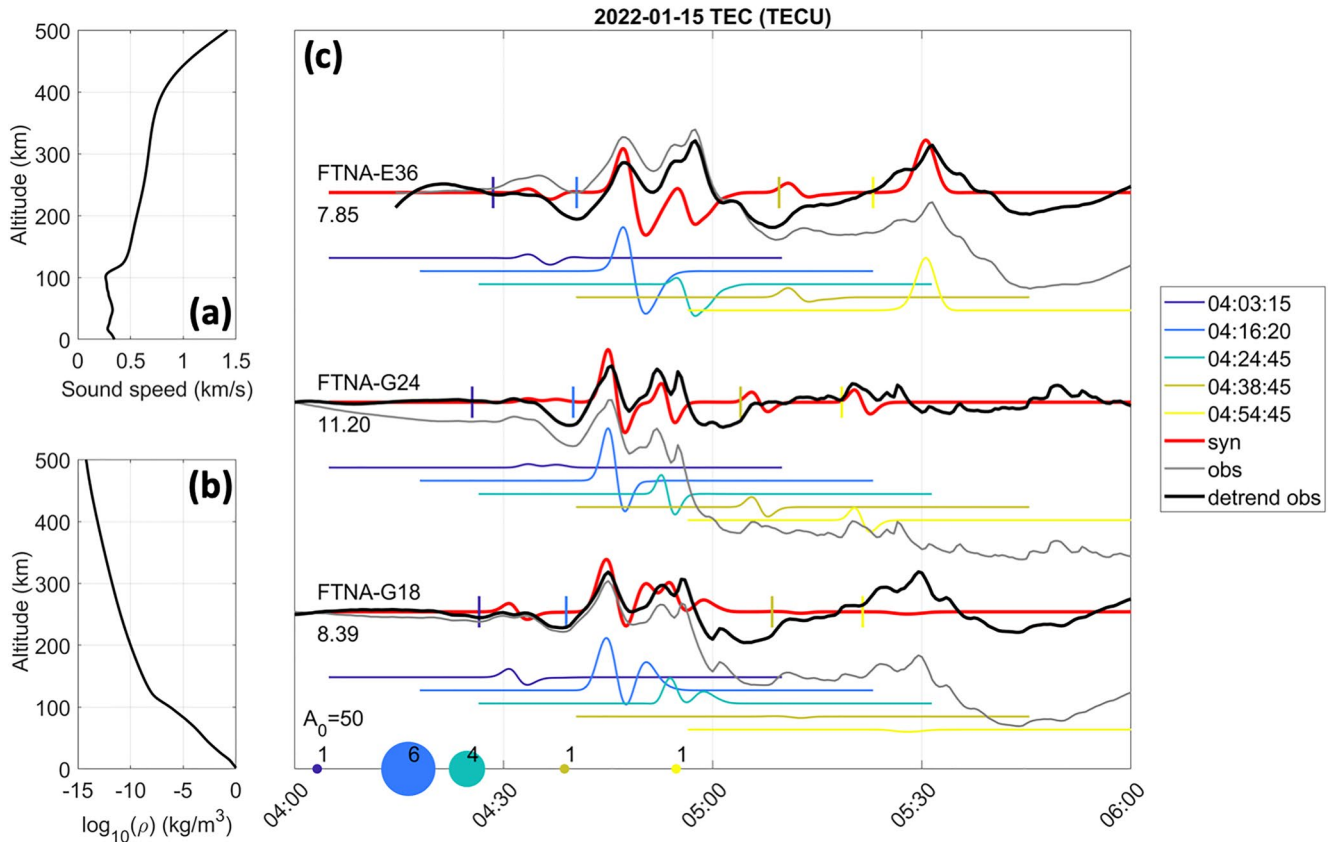 2022-01-15 TEC (TECU)
500
400
300
200
100
0
Altitude (km)
(a)
0 0.5 1 1.5
Sound speed (km/s)
500
400
300
200
100
0
Altitude (km)
(b)
-15 -10 -5 0
log10(ρ) (kg/m3)
(c)
FTNA-E36
7.85
FTNA-G24
11.20
FTNA-G18
8.39
A0=50
1 6 4 1 1
04:00 04:30 05:00 05:30 06:00
04:03:15
04:16:20
04:24:45
04:38:45
04:54:45
syn
obs
detrend obs